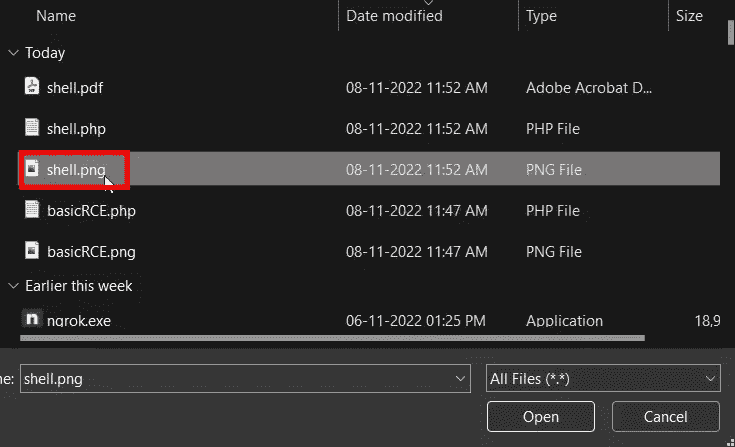 Name Date modified Type Size
Today
shell.pdf 08-11-2022 11:52 AM Adobe Acrobat D...
shell.php 08-11-2022 11:52 AM PHP File
shell.png 08-11-2022 11:52 AM PNG File
basicRCE.php 08-11-2022 11:47 AM PHP File
basicRCE.png 08-11-2022 11:47 AM PNG File
Earlier this week
ngrok.exe 06-11-2022 01:25 PM Application 18,9
ne: shell.png All Files (*.*)
Open Cancel